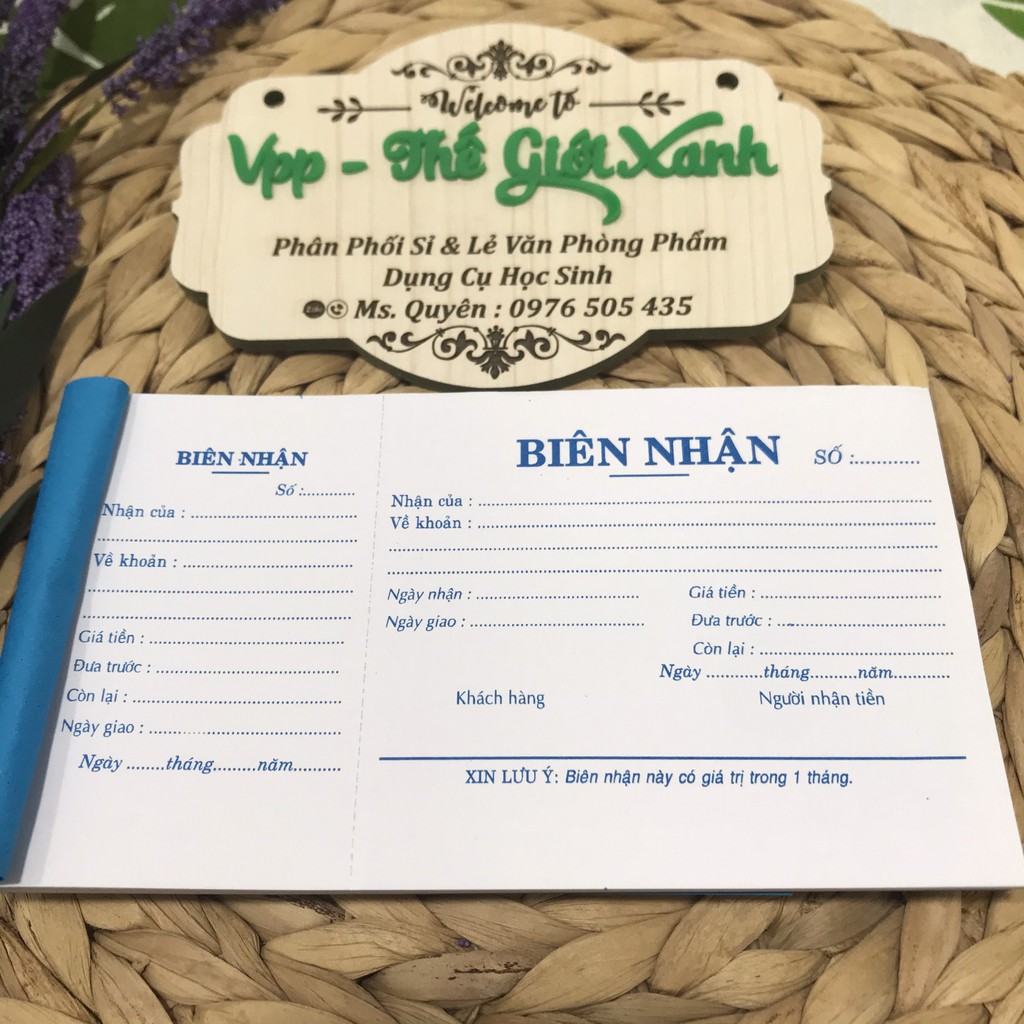 Welcome to
Vpp - Thế Giới Xanh
Phân Phối Sỉ & Lẻ Văn Phòng Phẩm
Dụng Cụ Học Sinh
Zalo Ms. Quyên : 0976 505 435
BIÊN NHẬN
Số :............
Nhận của : ................................
..................................................
Về khoản : ................................
..................................................
..................................................
Giá tiền : ...................................
Đưa trước : ................................
Còn lại : .....................................
Ngày giao : ................................
Ngày ........tháng.........năm..........
BIÊN NHẬN SỐ :............
Nhận của : ................................................................................
Về khoản : ................................................................................
....................................................................................................
....................................................................................................
Ngày nhận : ................................ Giá tiền : ...................................
Ngày giao : ................................ Đưa trước : ................................
Còn lại : .....................................
Ngày ...........tháng.........năm...........
Khách hàng Người nhận tiền
XIN LƯU Ý: Biên nhận này có giá trị trong 1 tháng.